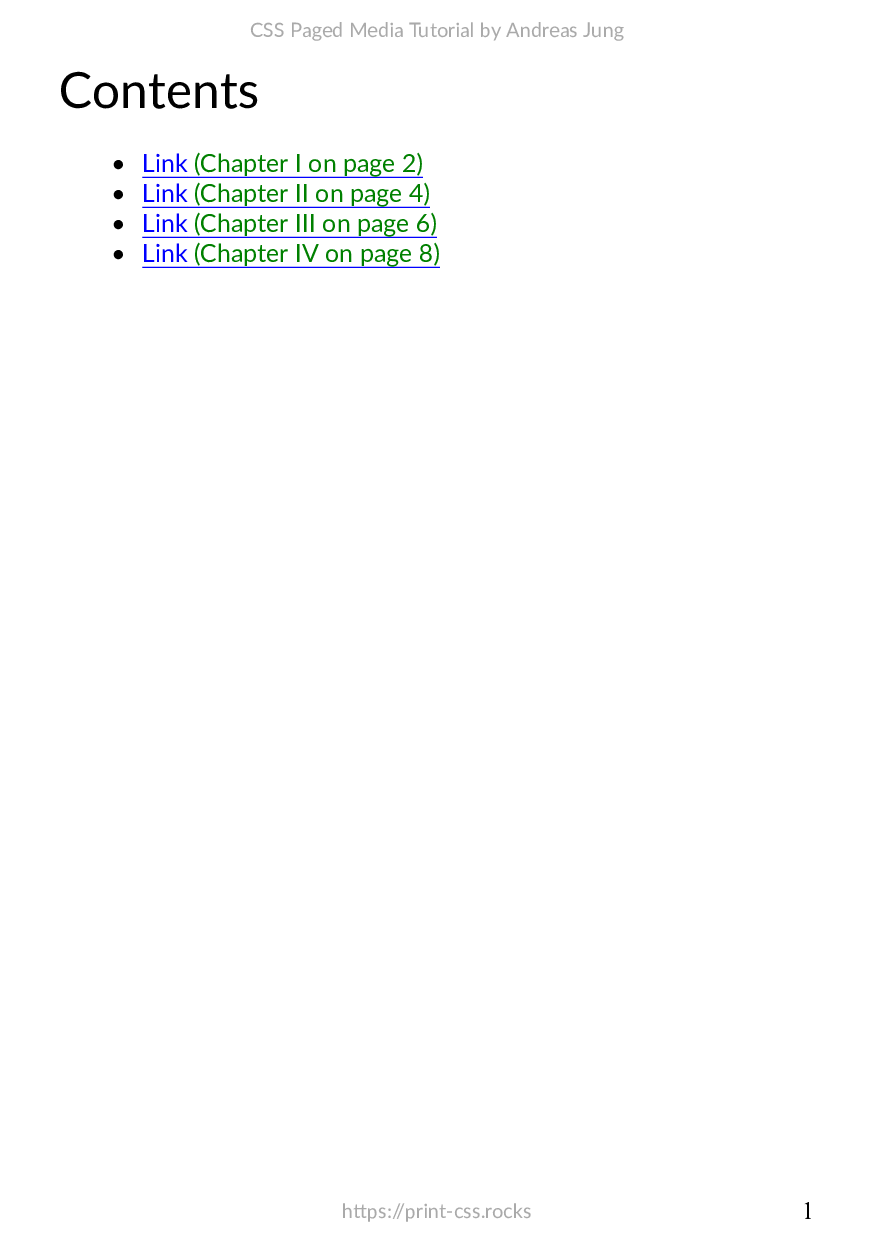 CSS Paged Media Tutorial by Andreas Jung
Contents
• Link (Chapter I on page 2)
• Link (Chapter II on page 4)
• Link (Chapter III on page 6)
• Link (Chapter IV on page 8)
https://print-css.rocks
1